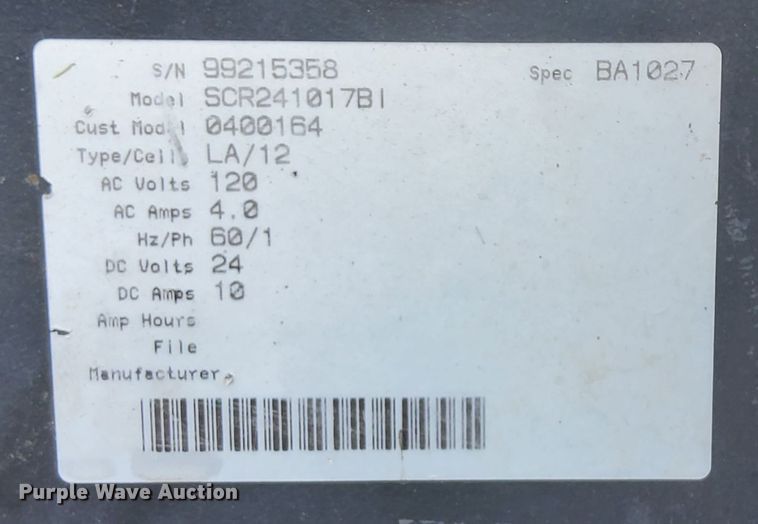 S/N 99215358 Spec BA1027
Model SCR241017BI
Cust Model 0400164
Type/Cell LA/12
AC Volts 120
AC Amps 4.0
Hz/Ph 60/1
DC Volts 24
DC Amps 10
Amp Hours
File
Manufacturer
Purple Wave Auction